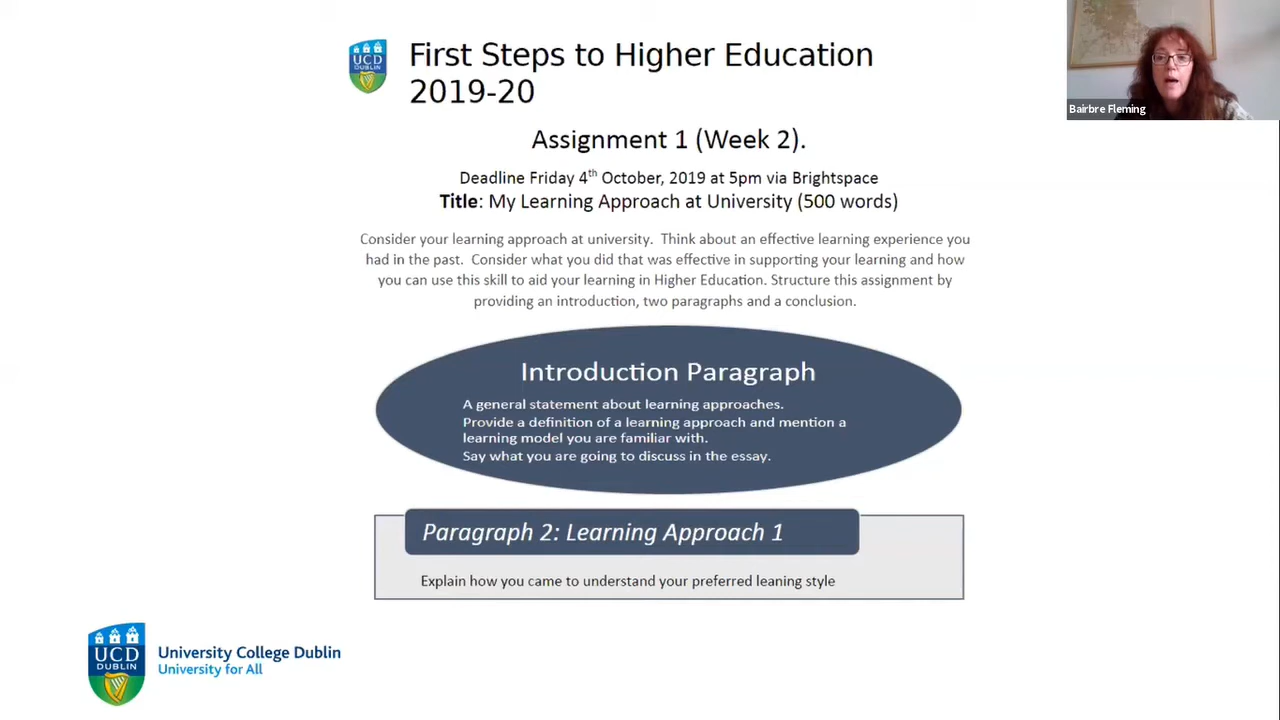 UCD
DUBLIN
First Steps to Higher Education
2019-20
Bairbre Fleming
Assignment 1 (Week 2).
Deadline Friday 4th October, 2019 at 5pm via Brightspace
Title: My Learning Approach at University (500 words)
Consider your learning approach at university. Think about an effective learning experience you
had in the past. Consider what you did that was effective in supporting your learning and how
you can use this skill to aid your learning in Higher Education. Structure this assignment by
providing an introduction, two paragraphs and a conclusion.
Introduction Paragraph
A general statement about learning approaches.
Provide a definition of a learning approach and mention a
learning model you are familiar with.
Say what you are going to discuss in the essay.
Paragraph 2: Learning Approach 1
Explain how you came to understand your preferred leaning style
UCD
DUBLIN
University College Dublin
University for All